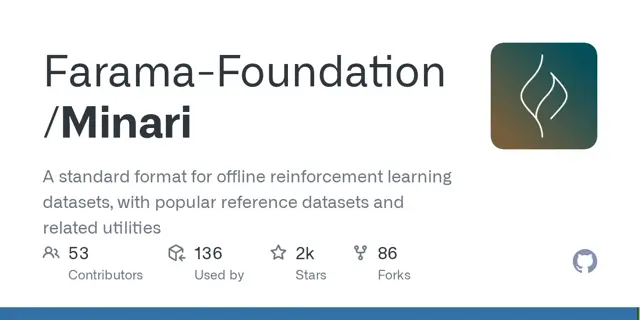 Farama-Foundation
/Minari
A standard format for offline reinforcement learning
datasets, with popular reference datasets and
related utilities
53 136 2k 86
Contributors Used by Stars Forks